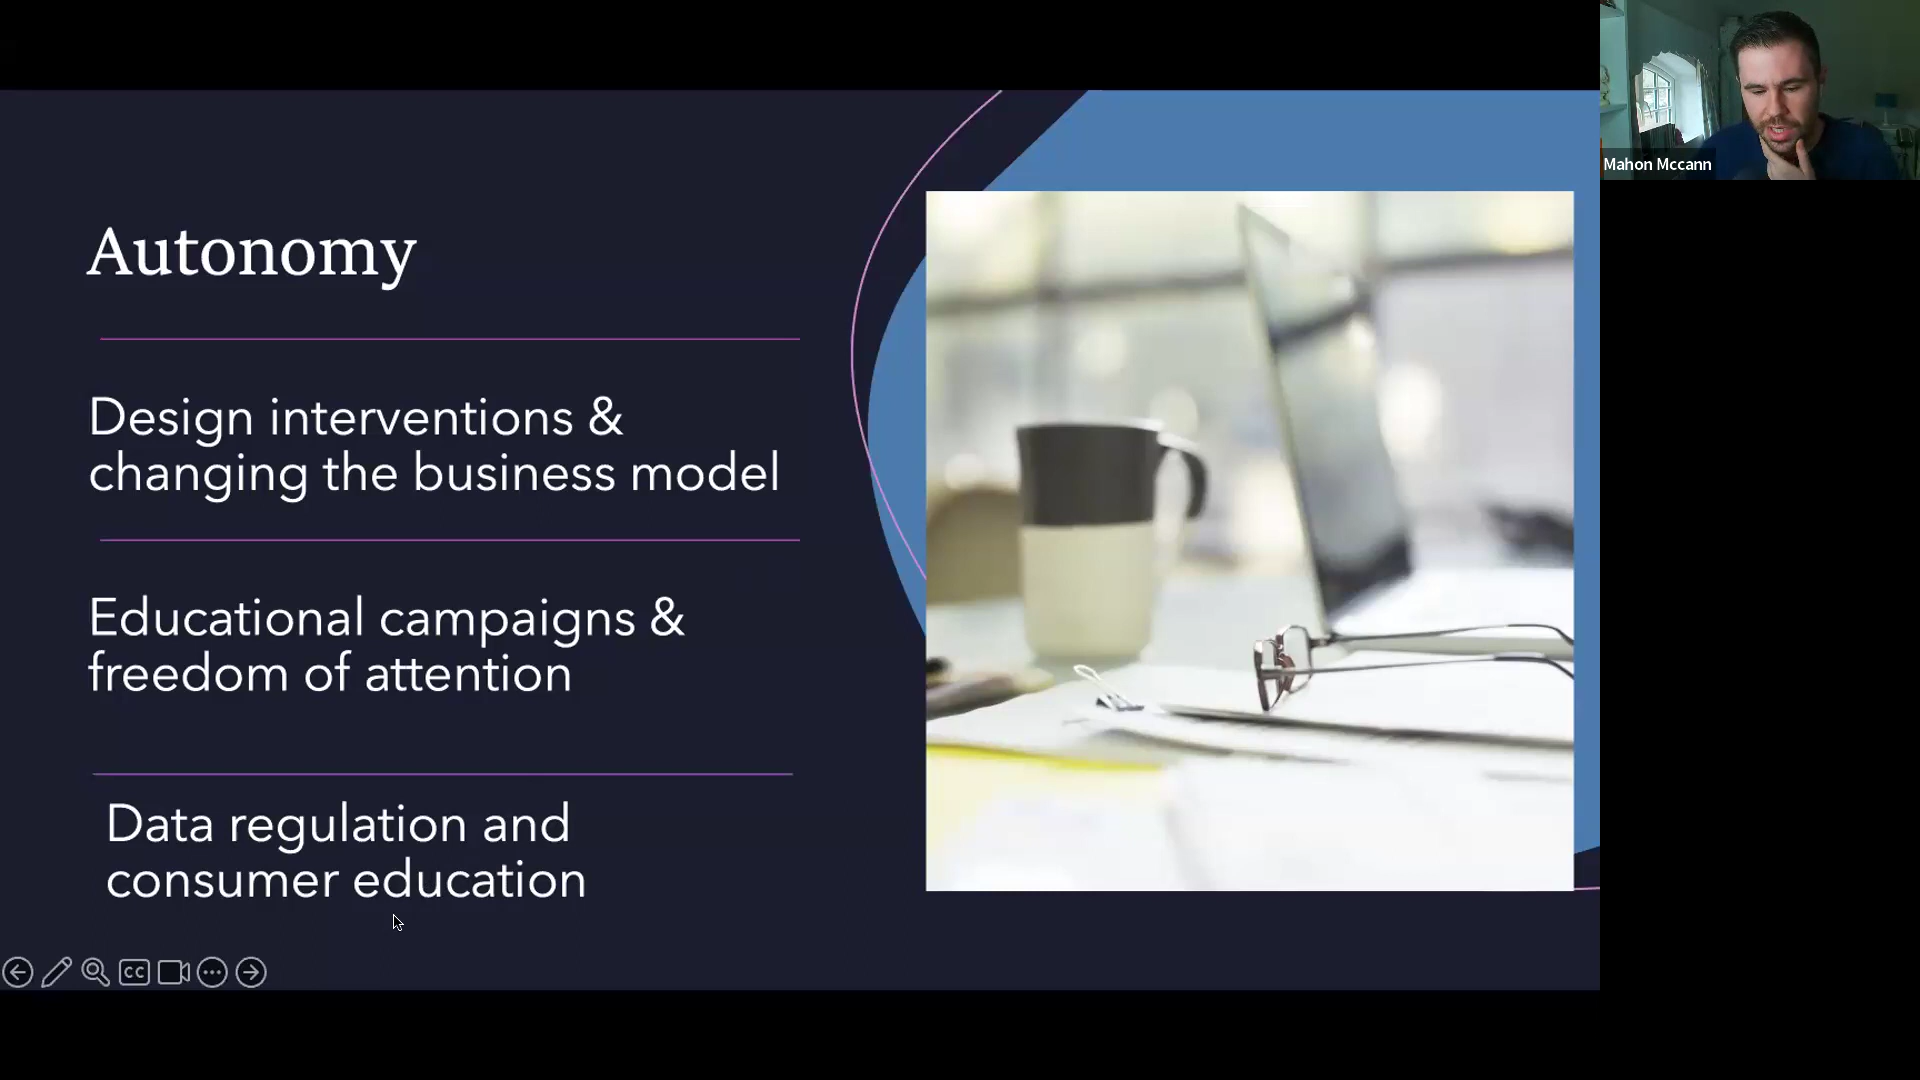 Mahon Mccann
Autonomy
Design interventions &
changing the business model
Educational campaigns &
freedom of attention
Data regulation and
consumer education
CC